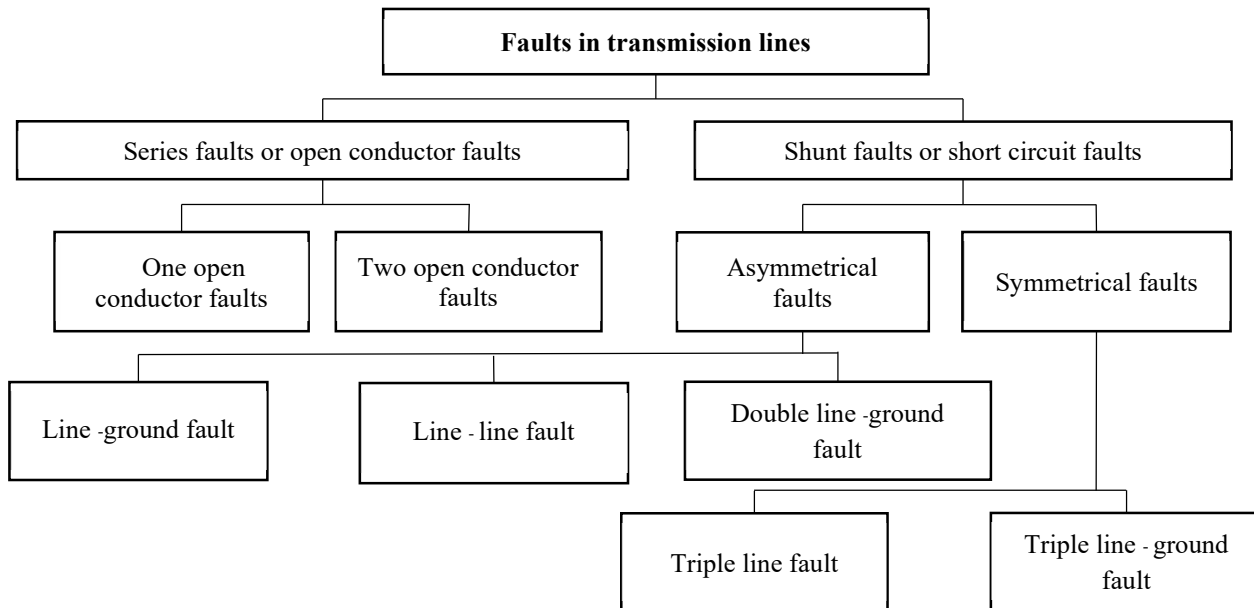 Faults in transmission lines
Series faults or open conductor faults
Shunt faults or short circuit faults
One open
conductor faults
Two open conductor
faults
Asymmetrical
faults
Symmetrical faults
Line -ground fault
Line - line fault
Double line -ground
fault
Triple line fault
Triple line - ground
fault